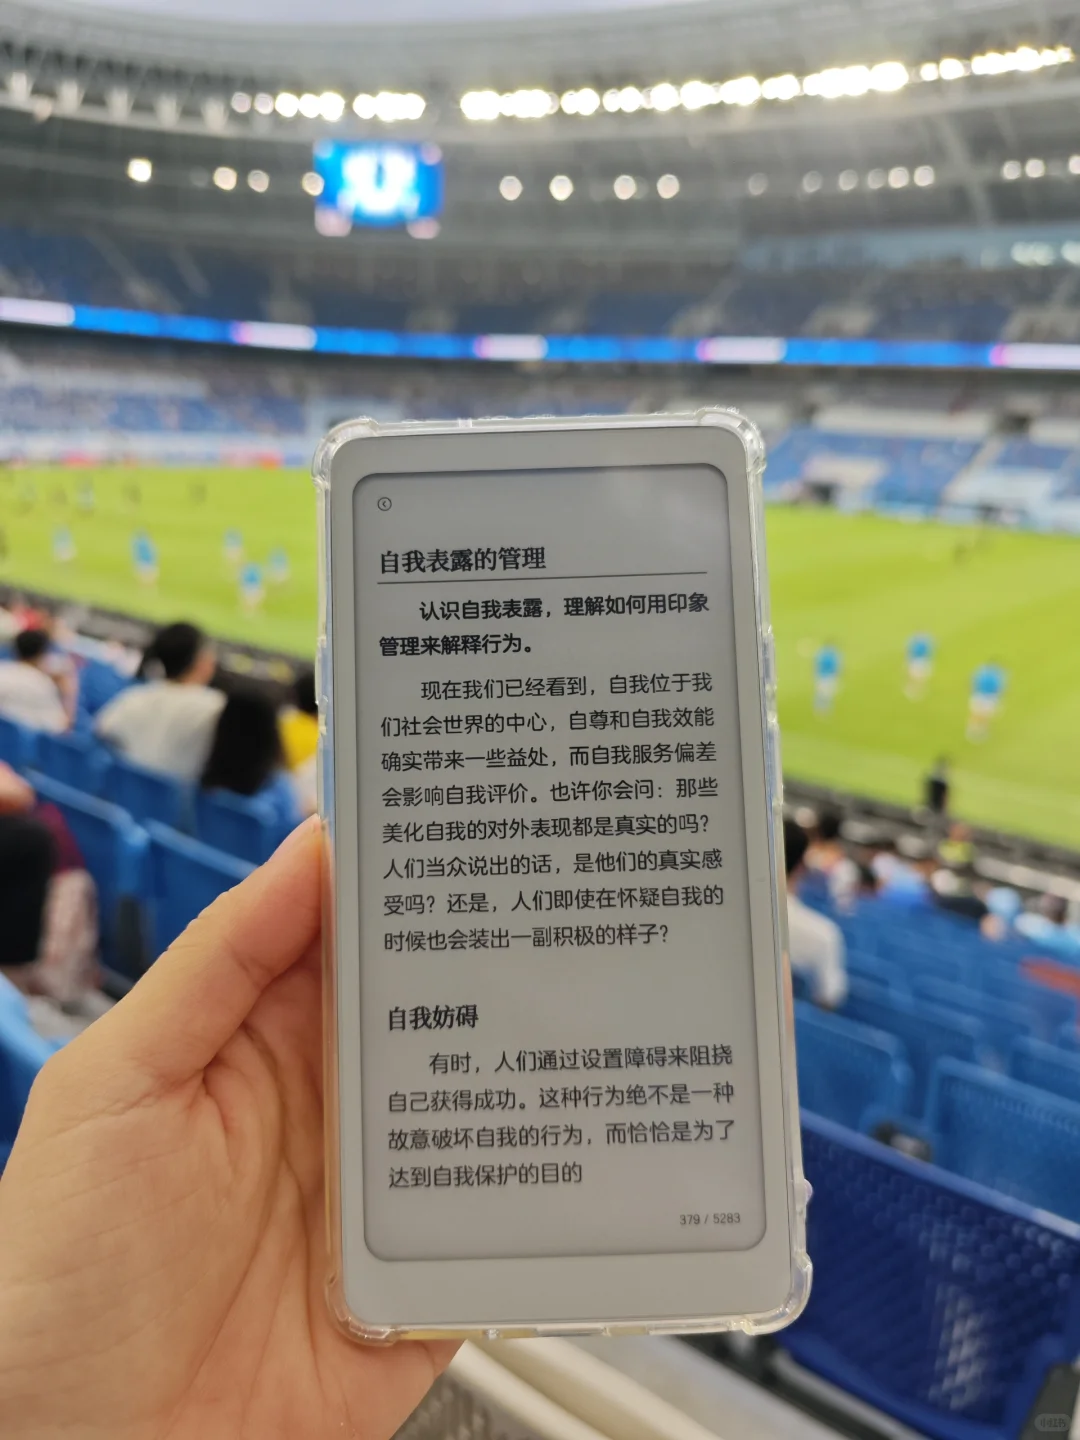 自我表露的管理
认识自我表露，理解如何用印象
管理来解释行为。
现在我们已经看到，自我位于我
们社会世界的中心，自尊和自我效能
确实带来一些益处，而自我服务偏差
会影响自我评价。也许你会问：那些
美化自我的对外表现都是真实的吗？
人们当众说出的话，是他们的真实感
受吗？还是，人们即使在怀疑自我的
时候也会装出一副积极的样子？
自我妨碍
有时，人们通过设置障碍来阻挠
自己获得成功。这种行为绝不是一种
故意破坏自我的行为，而恰恰是为了
达到自我保护的目的
379 / 5283
小红书